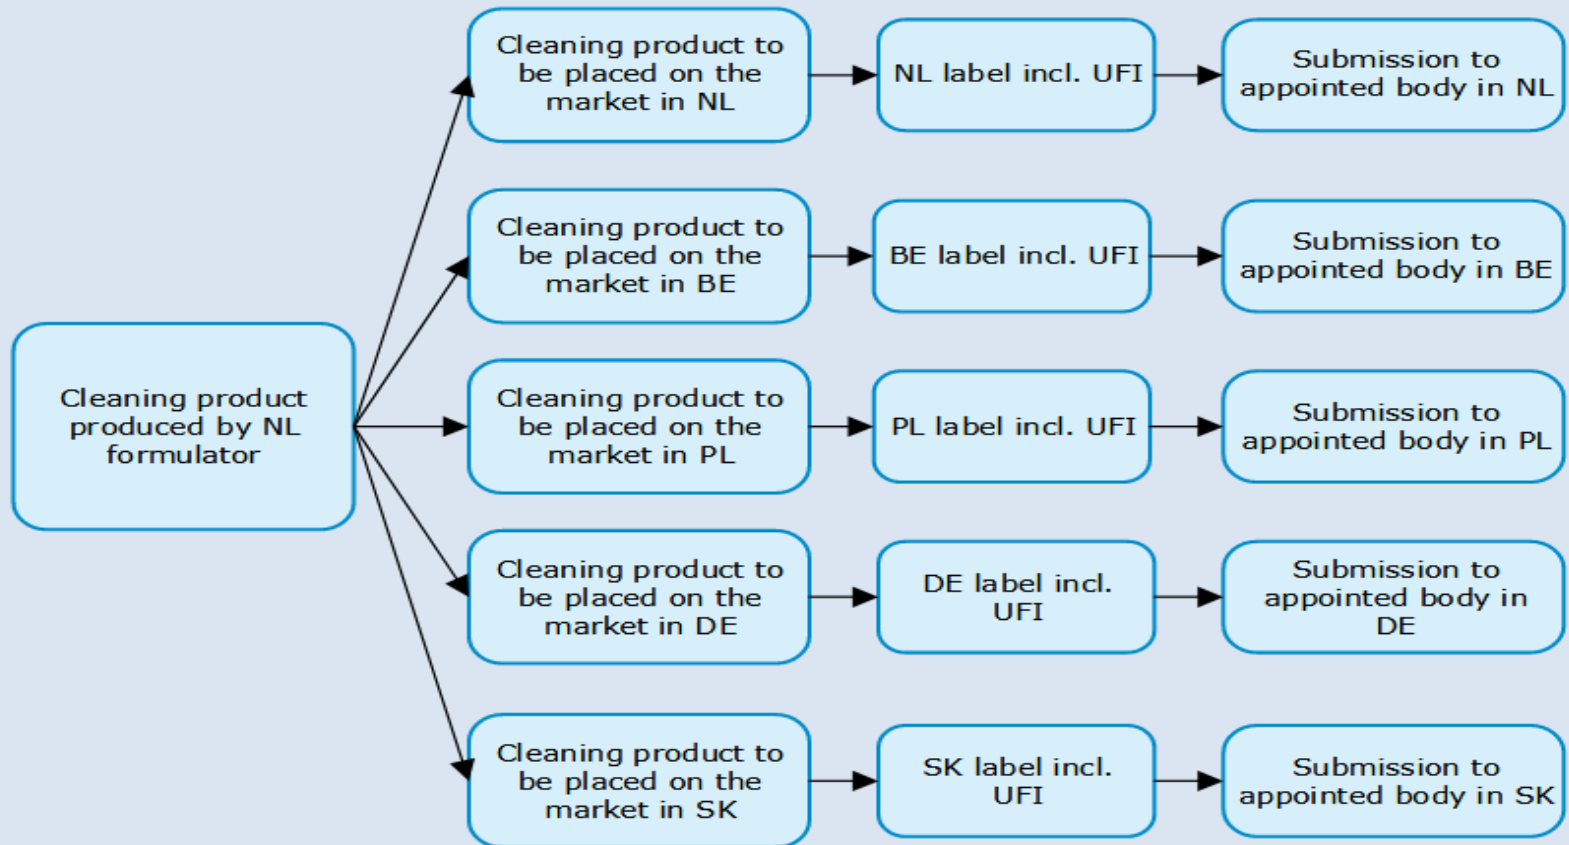 Cleaning product
produced by NL
formulator
Cleaning product to
be placed on the
market in NL
NL label incl. UFI
Submission to
appointed body in NL
Cleaning product to
be placed on the
market in BE
BE label incl. UFI
Submission to
appointed body in BE
Cleaning product to
be placed on the
market in PL
PL label incl. UFI
Submission to
appointed body in PL
Cleaning product to
be placed on the
market in DE
DE label incl.
UFI
Submission to
appointed body in
DE
Cleaning product to
be placed on the
market in SK
SK label incl.
UFI
Submission to
appointed body in SK